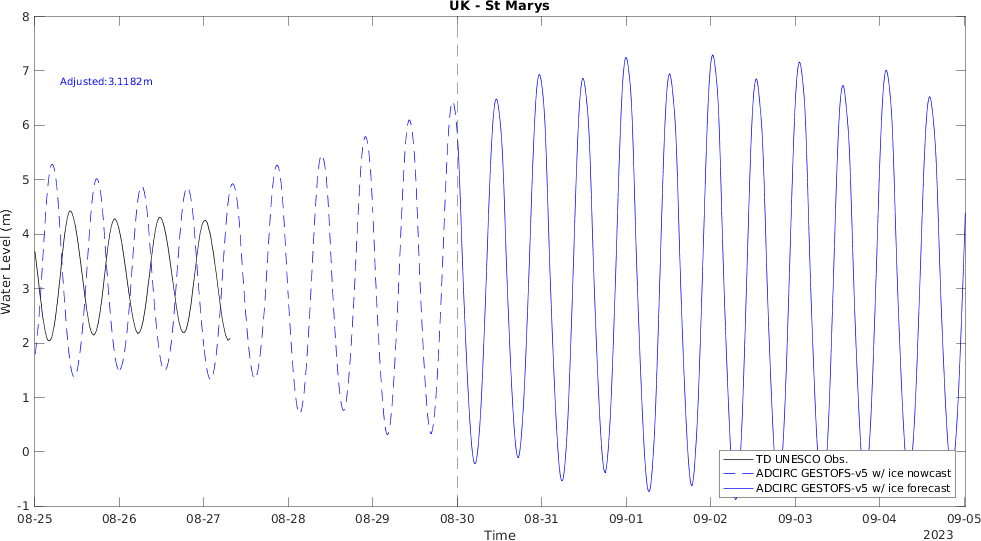 UK - St Marys
8
7
6
5
4
3
2
1
0
-1
Water Level (m)
Adjusted:3.1182m
TD UNESCO Obs.
ADCIRC GESTOFS-v5 w/ ice nowcast
ADCIRC GESTOFS-v5 w/ ice forecast
08-25 08-26 08-27 08-28 08-29 08-30 08-31 09-01 09-02 09-03 09-04 09-05
Time
2023